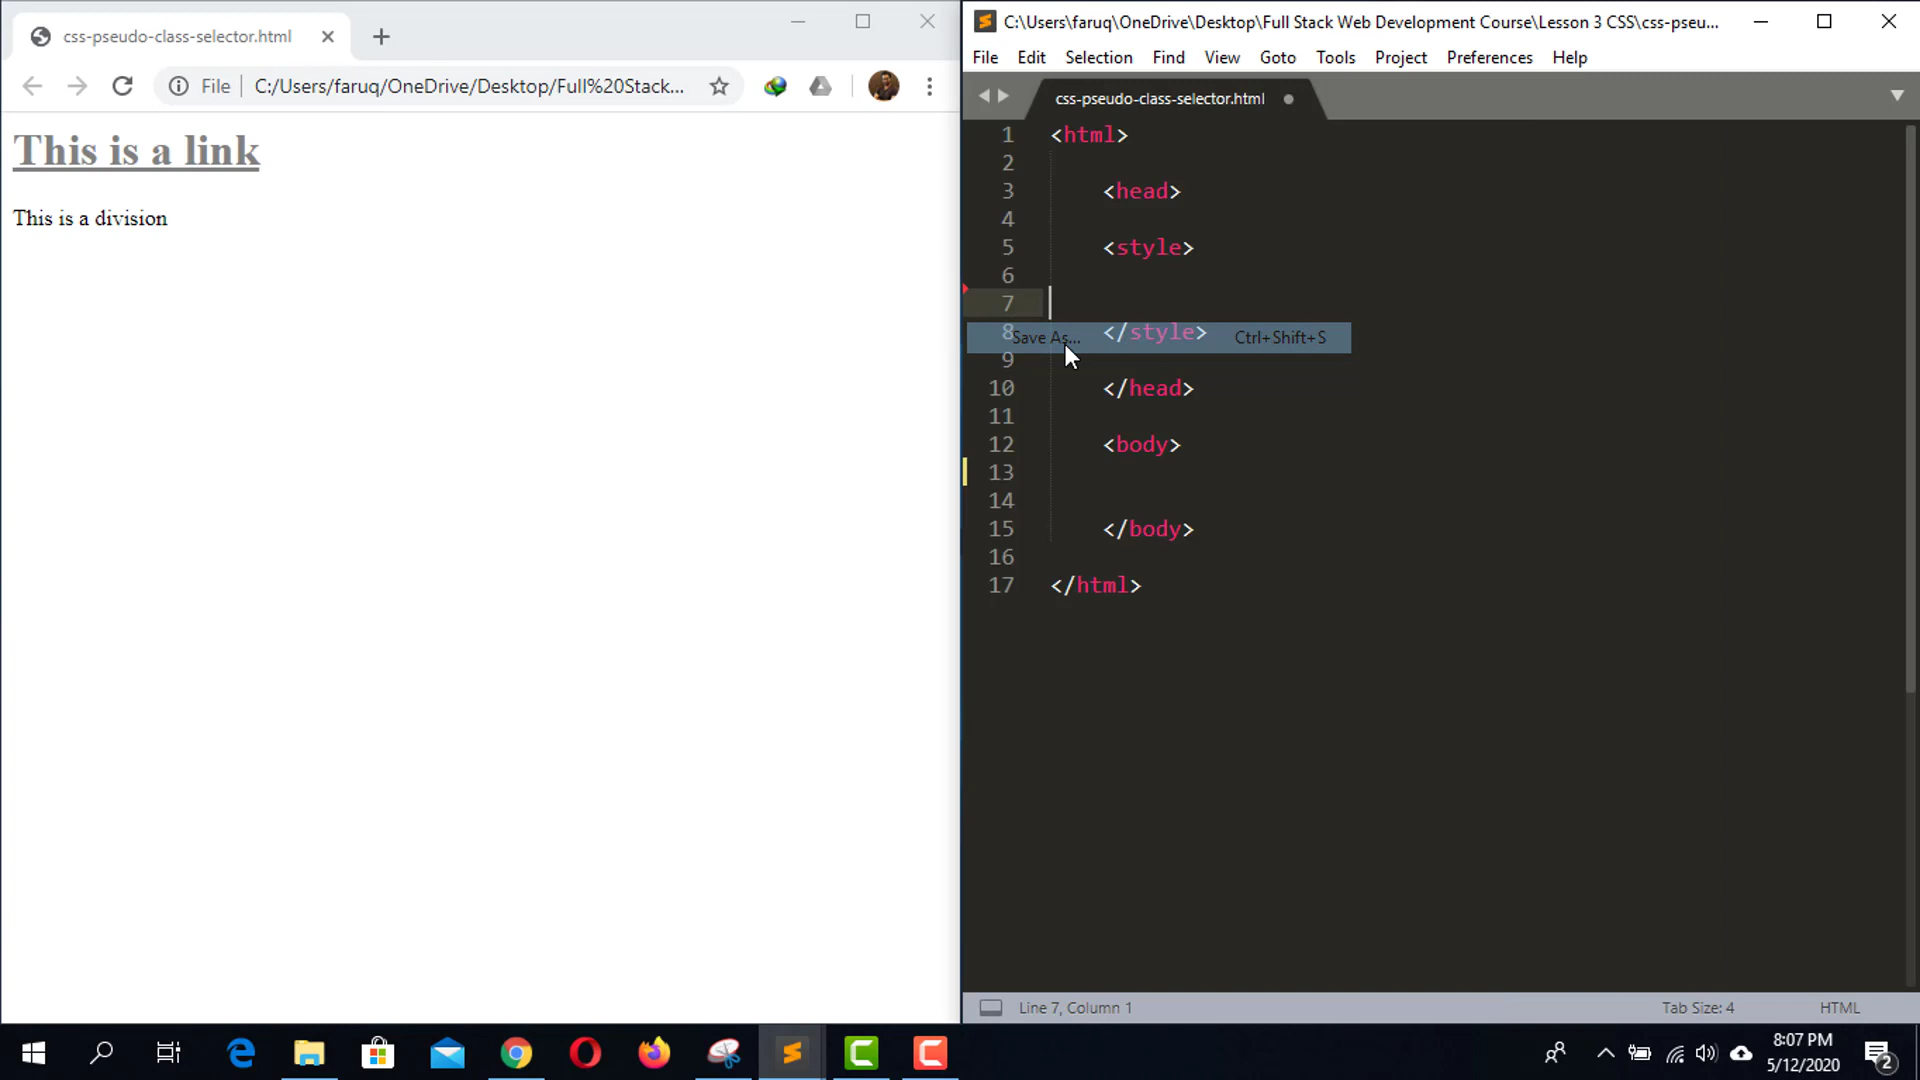 css-pseudo-class-selector.html
File
C:/Users/faruq/OneDrive/Desktop/Full%20Stack...
This is a link
This is a division
C:\Users\faruq\OneDrive\Desktop\Full Stack Web Development Course\Lesson 3 CSS\css-pseu...
File Edit Selection Find View Goto Tools Project Preferences Help
css-pseudo-class-selector.html
1 <html>
2
3 <head>
4
5 <style>
6
7
8 </style>
Save As... Ctrl+Shift+S
9
10 </head>
11
12 <body>
13
14
15 </body>
16
17 </html>
Line 7, Column 1
Tab Size: 4
HTML
8:07 PM
5/12/2020
2